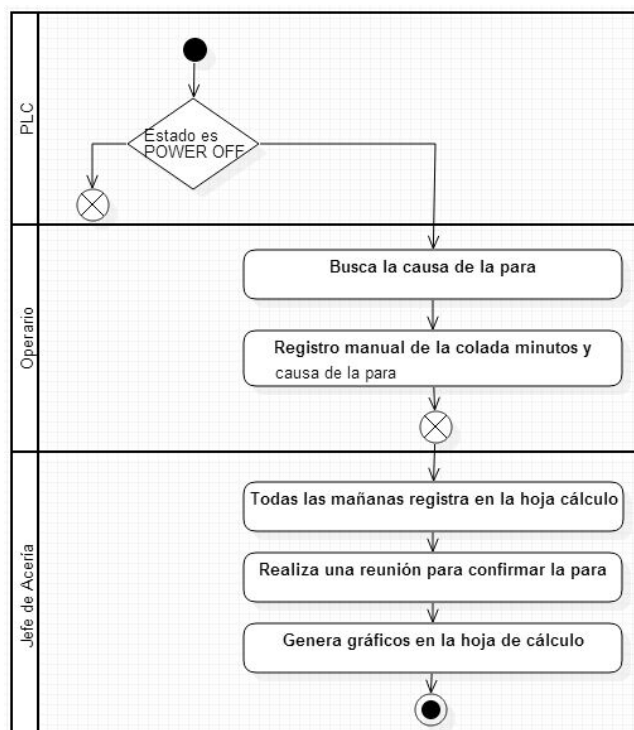 PLC
Estado es
POWER OFF
Operario
Busca la causa de la para
Registro manual de la colada minutos y
causa de la para
Jefe de Acería
Todas las mañanas registra en la hoja cálculo
Realiza una reunión para confirmar la para
Genera gráficos en la hoja de cálculo